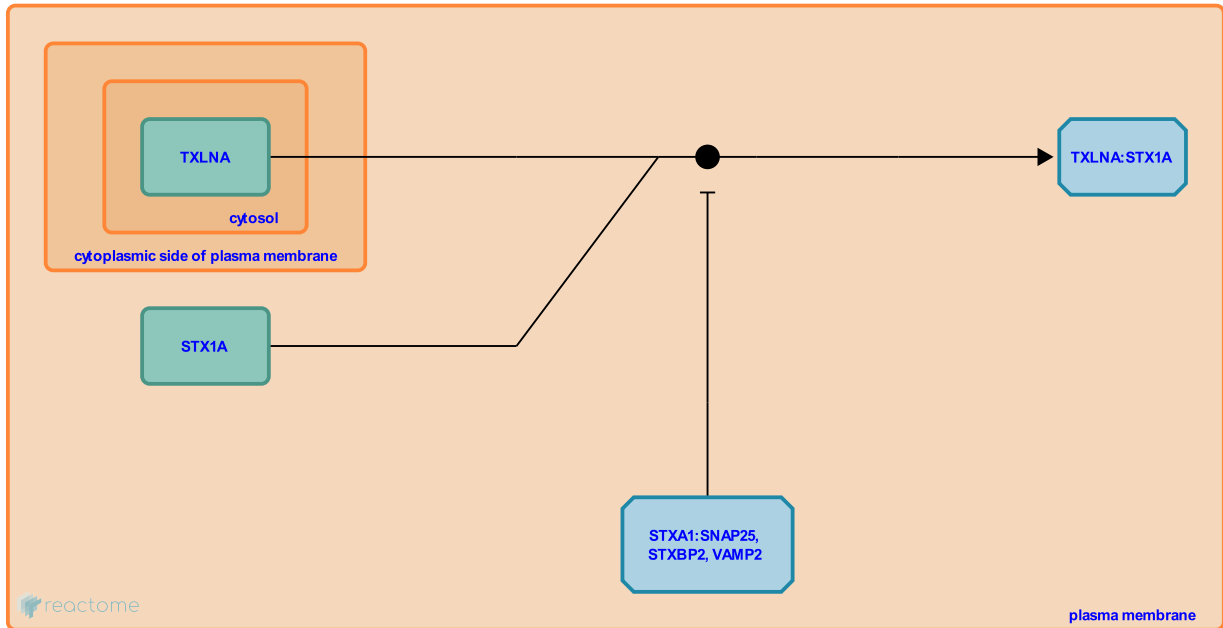 TXLNA
TXLNA:STX1A
cytosol
cytoplasmic side of plasma membrane
STX1A
STXA1:SNAP25,
STXBP2, VAMP2
reactome
plasma membrane